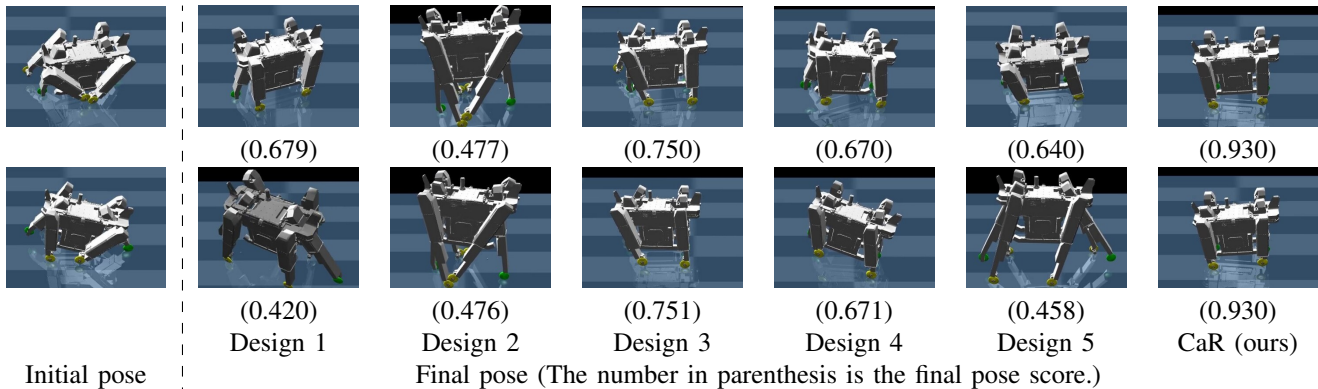 (0.679) (0.477) (0.750) (0.670) (0.640) (0.930)
(0.420) (0.476) (0.751) (0.671) (0.458) (0.930)
Design 1 Design 2 Design 3 Design 4 Design 5 CaR (ours)
Initial pose Final pose (The number in parenthesis is the final pose score.)